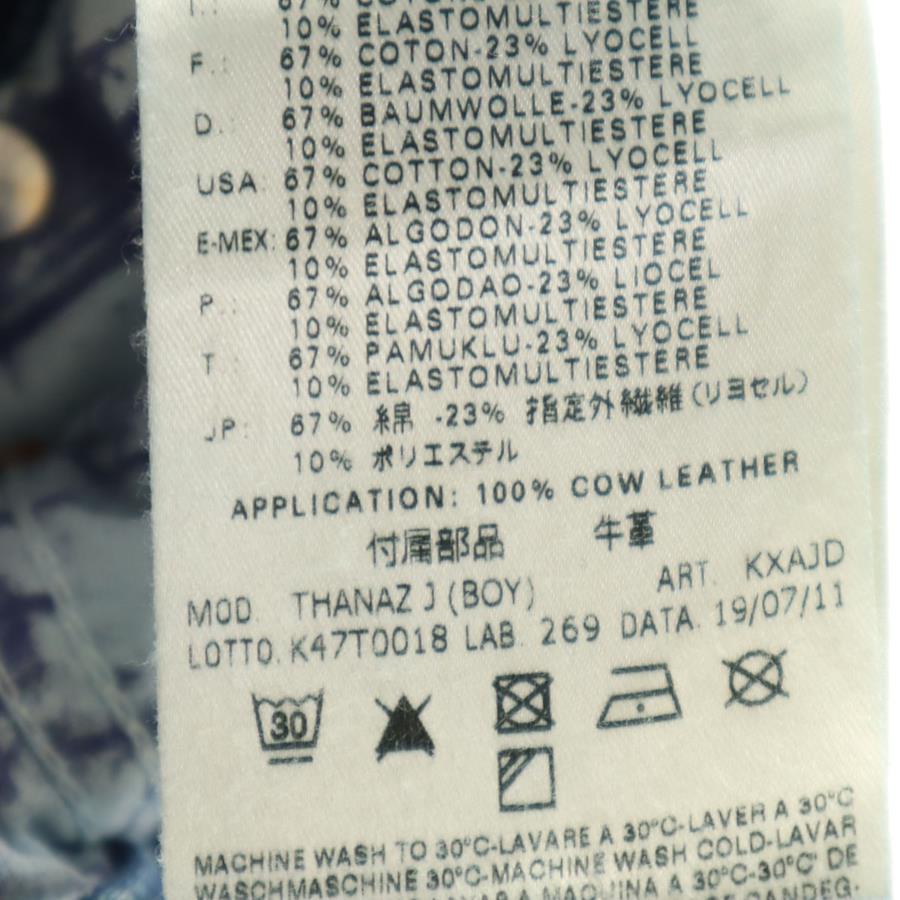 10% ELASTOMULTIESTERE
F.: 67% COTON-23% LYOCELL
10% ELASTOMULTIESTERE
D.: 67% BAUMWOLLE-23% LYOCELL
10% ELASTOMULTIESTERE
USA: 67% COTTON-23% LYOCELL
10% ELASTOMULTIESTERE
E-MEX: 67% ALGODON-23% LYOCELL
10% ELASTOMULTIESTERE
P.: 67% ALGODAO-23% LIOCEL
10% ELASTOMULTIESTERE
T : 67% PAMUKLU-23% LYOCELL
10% ELASTOMULTIESTERE
JP: 67% 綿 -23% 指定外繊維(リヨセル)
10% ポリエステル
APPLICATION: 100% COW LEATHER
付属部品 牛革
MOD. THANAZ J (BOY) ART. KXAJD
LOTTO. K47T0018 LAB. 269 DATA. 19/07/11
30
MACHINE WASH TO 30°C-LAVARE A 30°C-LAVER A 30°C
WASCHMASCHINE 30°C-MACHINE WASH COLD-LAVAR
A MAQUINA A 30°C-30°C' DE